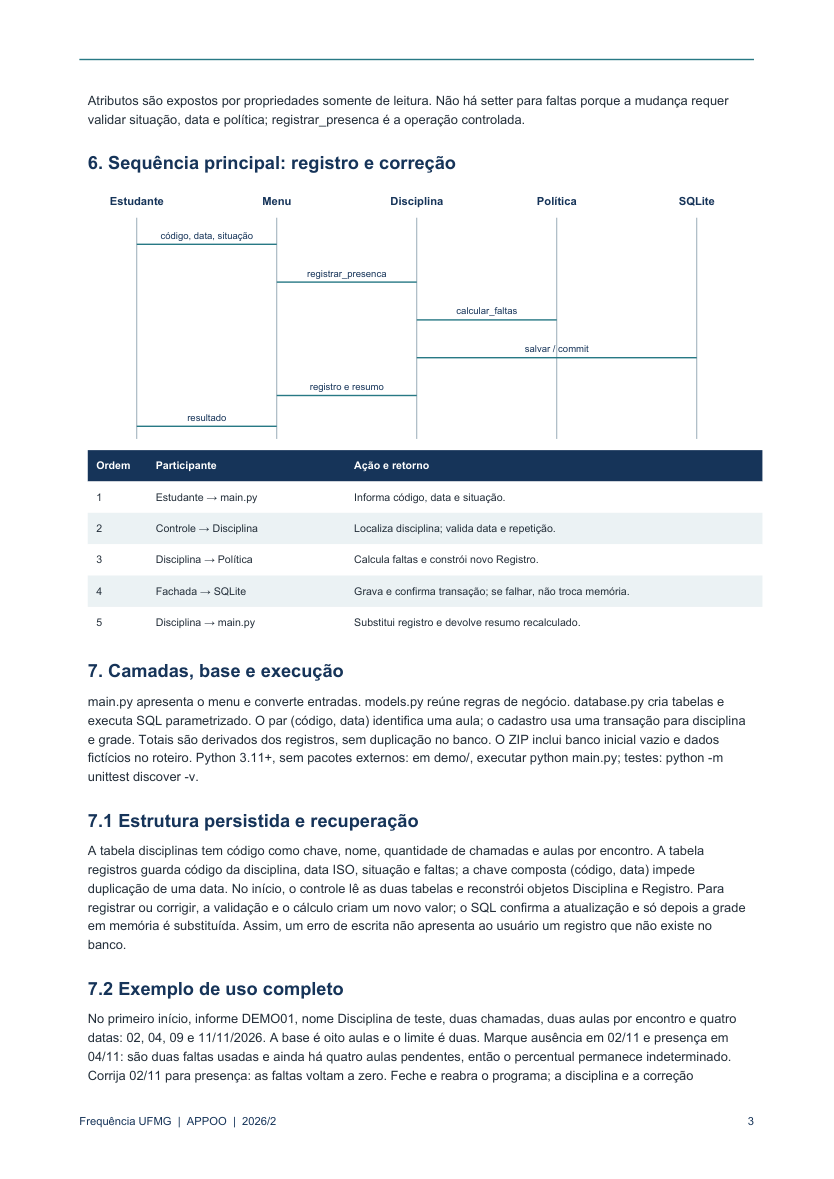 Atributos são expostos por propriedades somente de leitura. Não há setter para faltas porque a mudança requer
validar situação, data e política; registrar_presenca é a operação controlada.
6. Sequência principal: registro e correção
Estudante Menu Disciplina Política SQLite
código, data, situação
registrar_presenca
calcular_faltas
salvar / commit
registro e resumo
resultado
Ordem Participante Ação e retorno
1 Estudante → main.py Informa código, data e situação.
2 Controle → Disciplina Localiza disciplina; valida data e repetição.
3 Disciplina → Política Calcula faltas e constrói novo Registro.
4 Fachada → SQLite Grava e confirma transação; se falhar, não troca memória.
5 Disciplina → main.py Substitui registro e devolve resumo recalculado.
7. Camadas, base e execução
main.py apresenta o menu e converte entradas. models.py reúne regras de negócio. database.py cria tabelas e
executa SQL parametrizado. O par (código, data) identifica uma aula; o cadastro usa uma transação para disciplina
e grade. Totais são derivados dos registros, sem duplicação no banco. O ZIP inclui banco inicial vazio e dados
fictícios no roteiro. Python 3.11+, sem pacotes externos: em demo/, executar python main.py; testes: python -m
unittest discover -v.
7.1 Estrutura persistida e recuperação
A tabela disciplinas tem código como chave, nome, quantidade de chamadas e aulas por encontro. A tabela
registros guarda código da disciplina, data ISO, situação e faltas; a chave composta (código, data) impede
duplicação de uma data. No início, o controle lê as duas tabelas e reconstrói objetos Disciplina e Registro. Para
registrar ou corrigir, a validação e o cálculo criam um novo valor; o SQL confirma a atualização e só depois a grade
em memória é substituída. Assim, um erro de escrita não apresenta ao usuário um registro que não existe no
banco.
7.2 Exemplo de uso completo
No primeiro início, informe DEMO01, nome Disciplina de teste, duas chamadas, duas aulas por encontro e quatro
datas: 02, 04, 09 e 11/11/2026. A base é oito aulas e o limite é duas. Marque ausência em 02/11 e presença em
04/11: são duas faltas usadas e ainda há quatro aulas pendentes, então o percentual permanece indeterminado.
Corrija 02/11 para presença: as faltas voltam a zero. Feche e reabra o programa; a disciplina e a correção
Frequência UFMG | APPOO | 2026/2 3